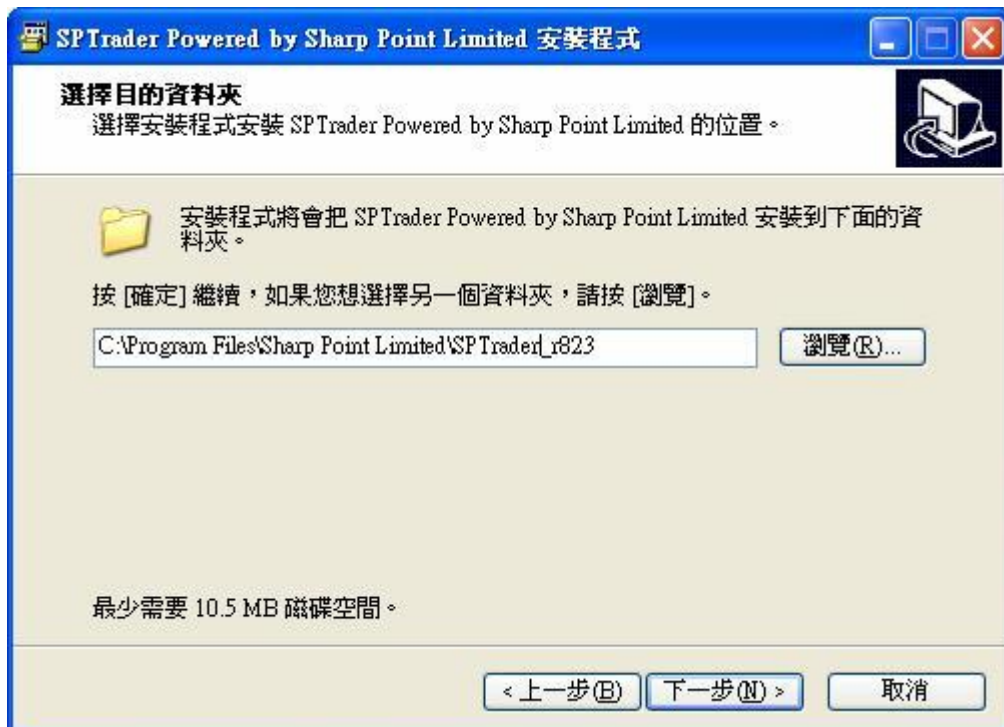 SPTrader Powered by Sharp Point Limited 安裝程式
選擇目的資料夾
選擇安裝程式安裝 SPTrader Powered by Sharp Point Limited 的位置。
安裝程式將會把 SPTrader Powered by Sharp Point Limited 安裝到下面的資
料夾。
按 [確定] 繼續，如果您想選擇另一個資料夾，請按 [瀏覽]。
C:\Program Files\Sharp Point Limited\SPTrader_r823
瀏覽(R)...
最少需要 10.5 MB 磁碟空間。
< 上一步(B)
下一步(N) >
取消